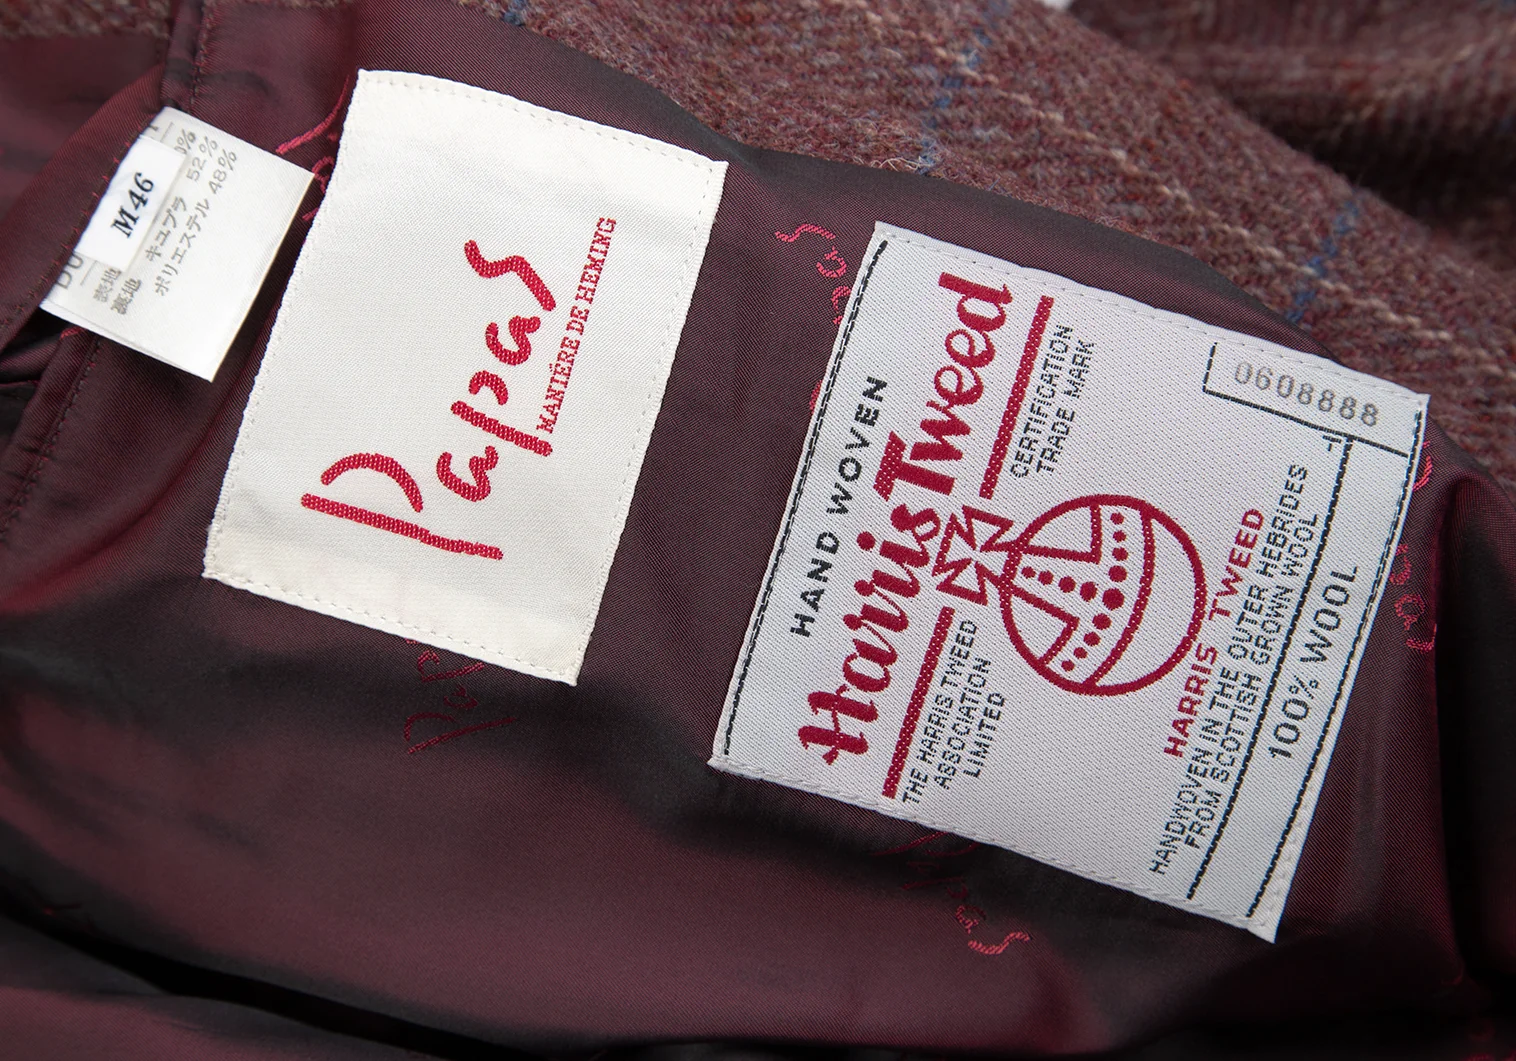 M46
0%
表地
裏地 キュプラ 52%
ポリエステル 48%
Papas
MANIÈRE DE HEMING
HAND WOVEN
Harris Tweed
THE HARRIS TWEED
ASSOCIATION
LIMITED
CERTIFICATION
TRADE MARK
HARRIS TWEED
HANDWOVEN IN THE OUTER HEBRIDES
FROM SCOTTISH GROWN WOOL
100% WOOL
0608888
Papas